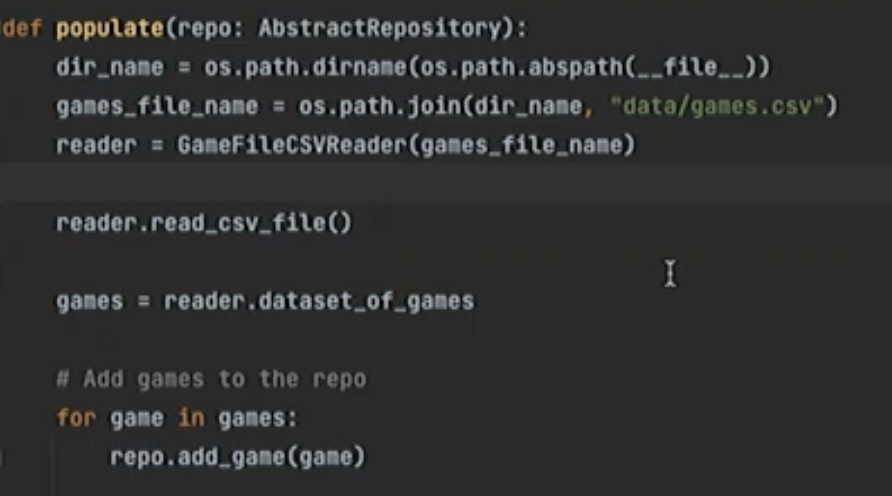 def populate(repo: AbstractRepository):
    dir_name = os.path.dirname(os.path.abspath(__file__))
    games_file_name = os.path.join(dir_name, "data/games.csv")
    reader = GameFileCSVReader(games_file_name)
    reader.read_csv_file()
    games = reader.dataset_of_games
    # Add games to the repo
    for game in games:
        repo.add_game(game)